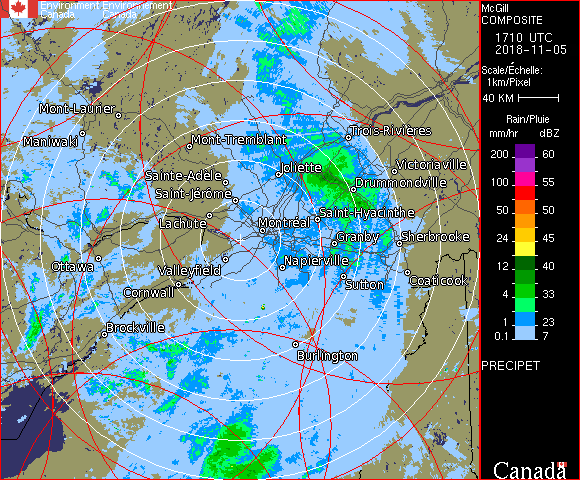 Environment Environnement
Canada Canada
McGill
COMPOSITE
1710 UTC
2018-11-05
Scale/Échelle:
1km/Pixel
40 KM
Rain/Pluie
mm/hr dBZ
200 60
100 55
50 50
24 45
12 40
4 33
1 23
0.1 7
PRECIPET
Canada
Mont-Laurier
Trois-Rivières
Maniwaki
Mont-Tremblant
Joliette
Victoriaville
Sainte-Adèle
Drummondville
Saint-Jérôme
Saint-Hyacinthe
Lachute
Montréal
Granby
Sherbrooke
Ottawa
Valleyfield
Napierville
Coaticook
Cornwall
Sutton
Brockville
Burlington